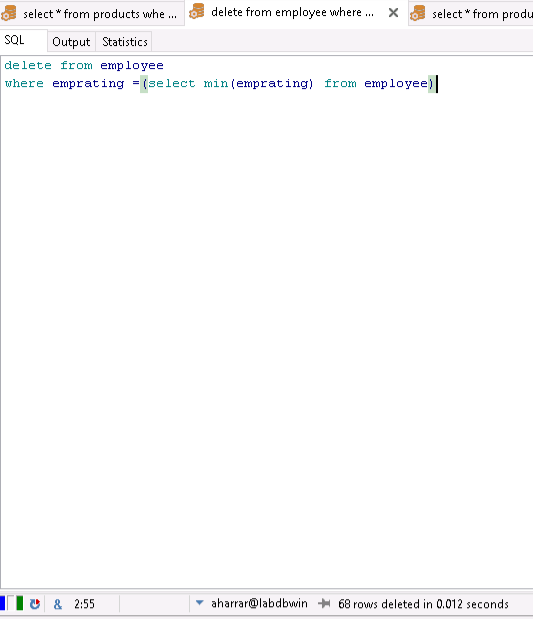 select * from products whe ...
delete from employee where ...
select * from produ
SQL
Output
Statistics
delete from employee
where emprating =(select min(emprating) from employee)
& 2:55
aharrar@labdbwin
68 rows deleted in 0.012 seconds